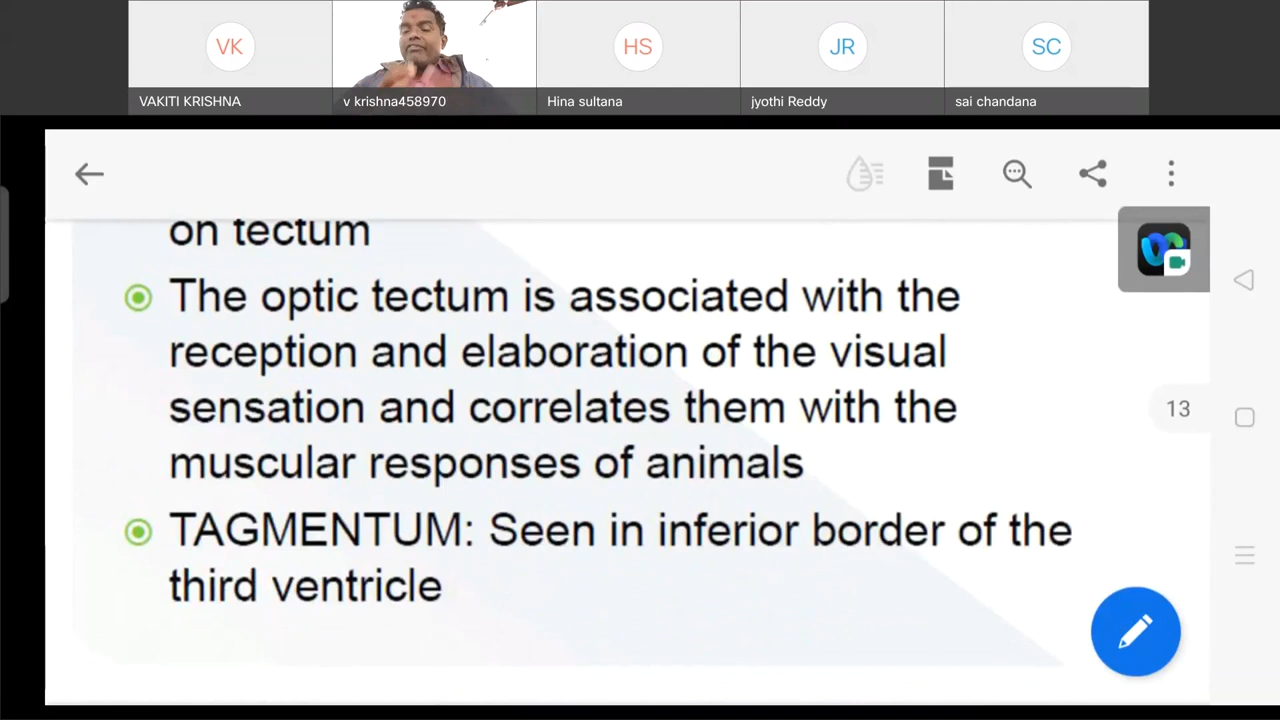 VK
HS
JR
SC
VAKITI KRISHNA
v krishna458970
Hina sultana
jyothi Reddy
sai chandana
on tectum
The optic tectum is associated with the
reception and elaboration of the visual
sensation and correlates them with the
muscular responses of animals
TAGMENTUM: Seen in inferior border of the
third ventricle
13